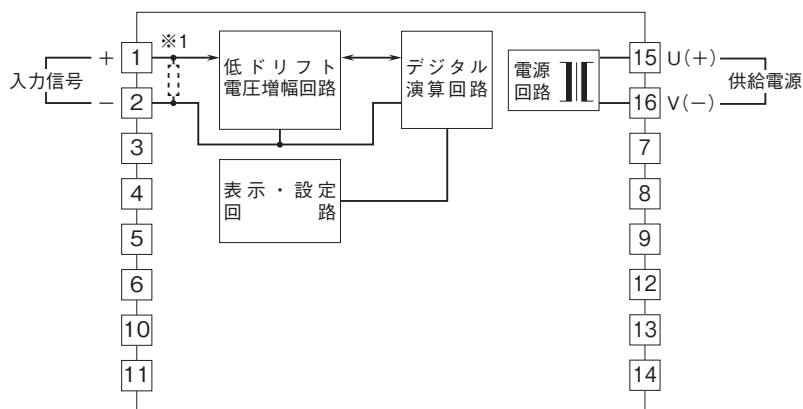 ※1
＋ 1
入力信号
− 2
3
4
5
6
10
11
低ドリフト
電圧増幅回路
デジタル
演算回路
表示・設定
回路
電源
回路
15 U(＋)
供給電源
16 V(−)
7
8
9
12
13
14